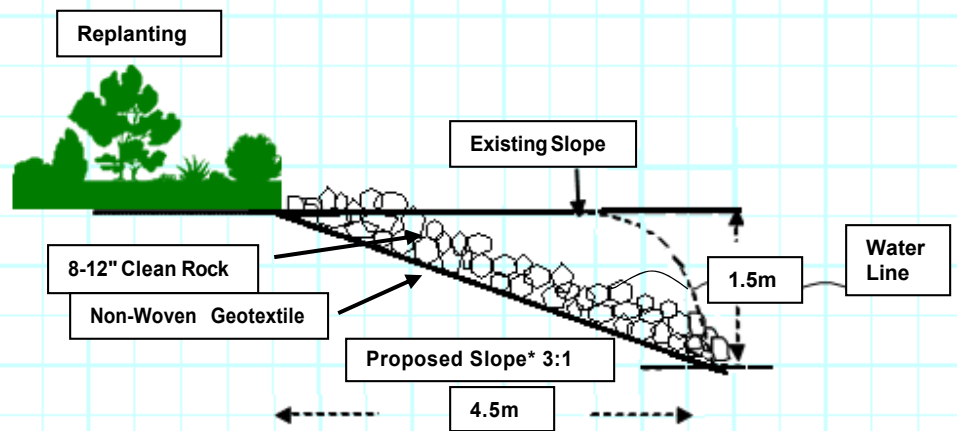 Replanting
Existing Slope
8-12" Clean Rock
Water
Line
1.5m
Non-Woven Geotextile
Proposed Slope* 3:1
4.5m